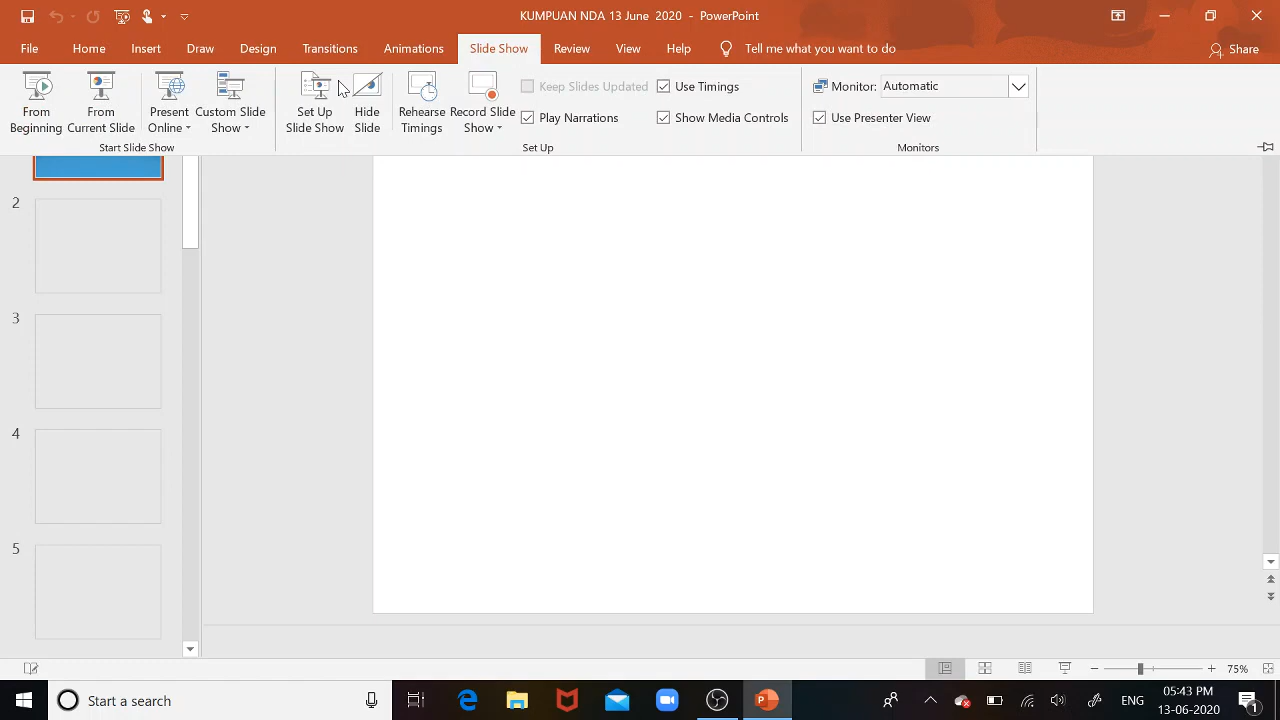 KUMPUAN NDA 13 June 2020 - PowerPoint
File Home Insert Draw Design Transitions Animations Slide Show Review View Help Tell me what you want to do Share
From Beginning
From Current Slide
Present Online
Custom Slide Show
Start Slide Show
Set Up Slide Show
Hide Slide
Rehearse Timings
Record Slide Show
Keep Slides Updated
Play Narrations
Use Timings
Show Media Controls
Set Up
Monitor: Automatic
Use Presenter View
Monitors
2
3
4
5
75%
Start a search
ENG
05:43 PM
13-06-2020
1